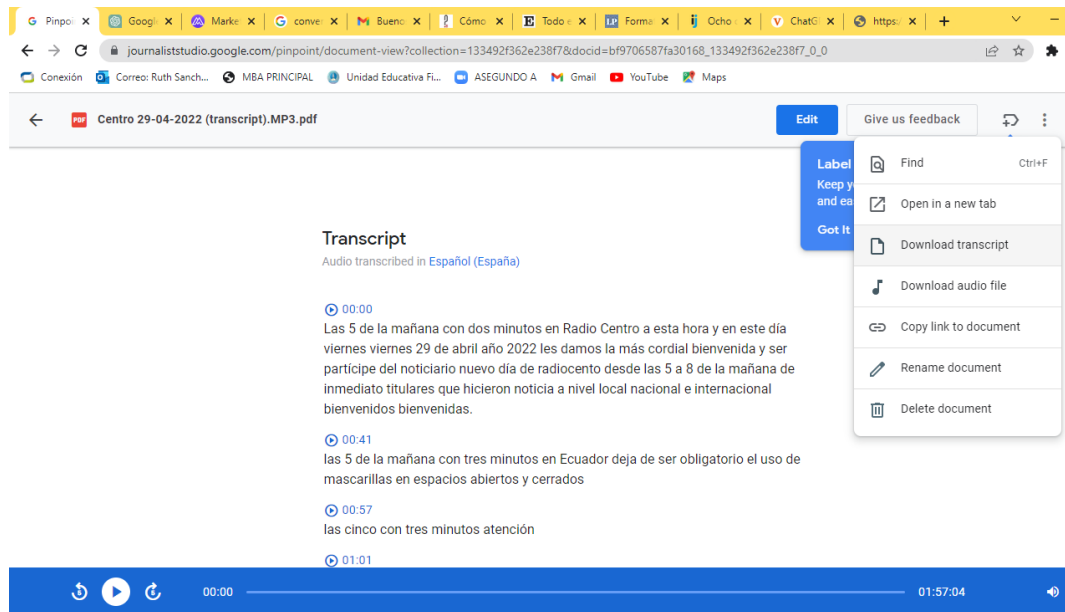 Pinpoi
Google
Marke
conver
Bueno
Cómo
Todo e
Forma
Ocho c
ChatG
https:/
journaliststudio.google.com/pinpoint/document-view?collection=133492f362e238f7&docid=bf9706587fa30168_133492f362e238f7_0_0
Conexión Correo: Ruth Sanch... MBA PRINCIPAL Unidad Educativa Fi... ASEGUNDO A Gmail YouTube Maps
PDF Centro 29-04-2022 (transcript).MP3.pdf Edit Give us feedback
Label
Keep y
and ea
Got It
Find Ctrl+F
Open in a new tab
Download transcript
Download audio file
Copy link to document
Rename document
Delete document
Transcript
Audio transcribed in Español (España)
00:00
Las 5 de la mañana con dos minutos en Radio Centro a esta hora y en este día
viernes viernes 29 de abril año 2022 les damos la más cordial bienvenida y ser
partícipe del noticiario nuevo día de radiocento desde las 5 a 8 de la mañana de
inmediato titulares que hicieron noticia a nivel local nacional e internacional
bienvenidos bienvenidas.
00:41
las 5 de la mañana con tres minutos en Ecuador deja de ser obligatorio el uso de
mascarillas en espacios abiertos y cerrados
00:57
las cinco con tres minutos atención
01:01
5 5 00:00 01:57:04